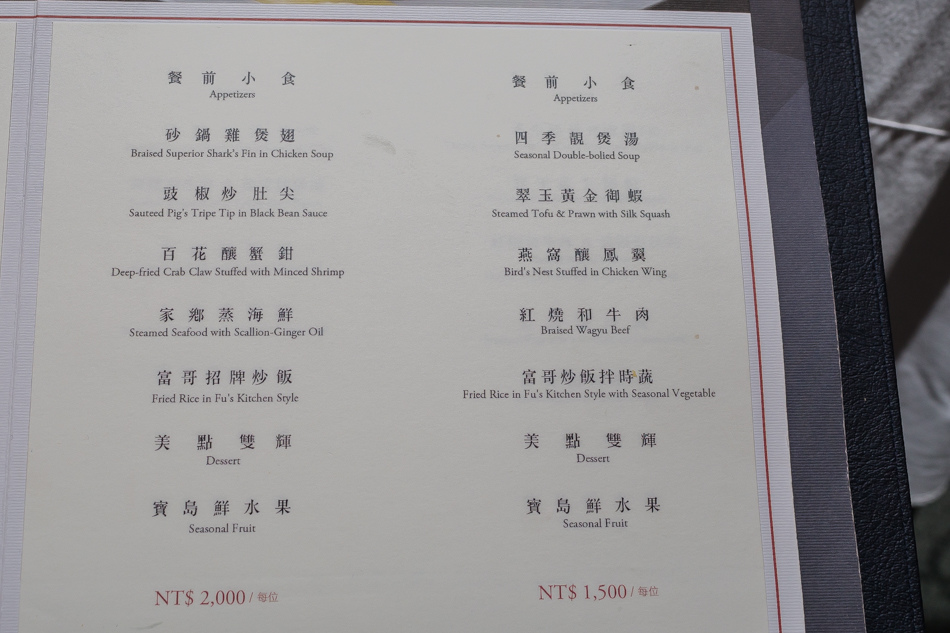 餐前小食
Appetizers
砂鍋雞煲翅
Braised Superior Shark's Fin in Chicken Soup
豉椒炒肚尖
Sauteed Pig's Tripe Tip in Black Bean Sauce
百花釀蟹鉗
Deep-fried Crab Claw Stuffed with Minced Shrimp
家鄉蒸海鮮
Steamed Seafood with Scallion-Ginger Oil
富哥招牌炒飯
Fried Rice in Fu's Kitchen Style
美點雙輝
Dessert
寶島鮮水果
Seasonal Fruit
NT$ 2,000 / 每位
餐前小食
Appetizers
四季靚煲湯
Seasonal Double-bolied Soup
翠玉黃金御蝦
Steamed Tofu & Prawn with Silk Squash
燕窩釀鳳翼
Bird's Nest Stuffed in Chicken Wing
紅燒和牛肉
Braised Wagyu Beef
富哥炒飯拌時蔬
Fried Rice in Fu's Kitchen Style with Seasonal Vegetable
美點雙輝
Dessert
寶島鮮水果
Seasonal Fruit
NT$ 1,500 / 每位